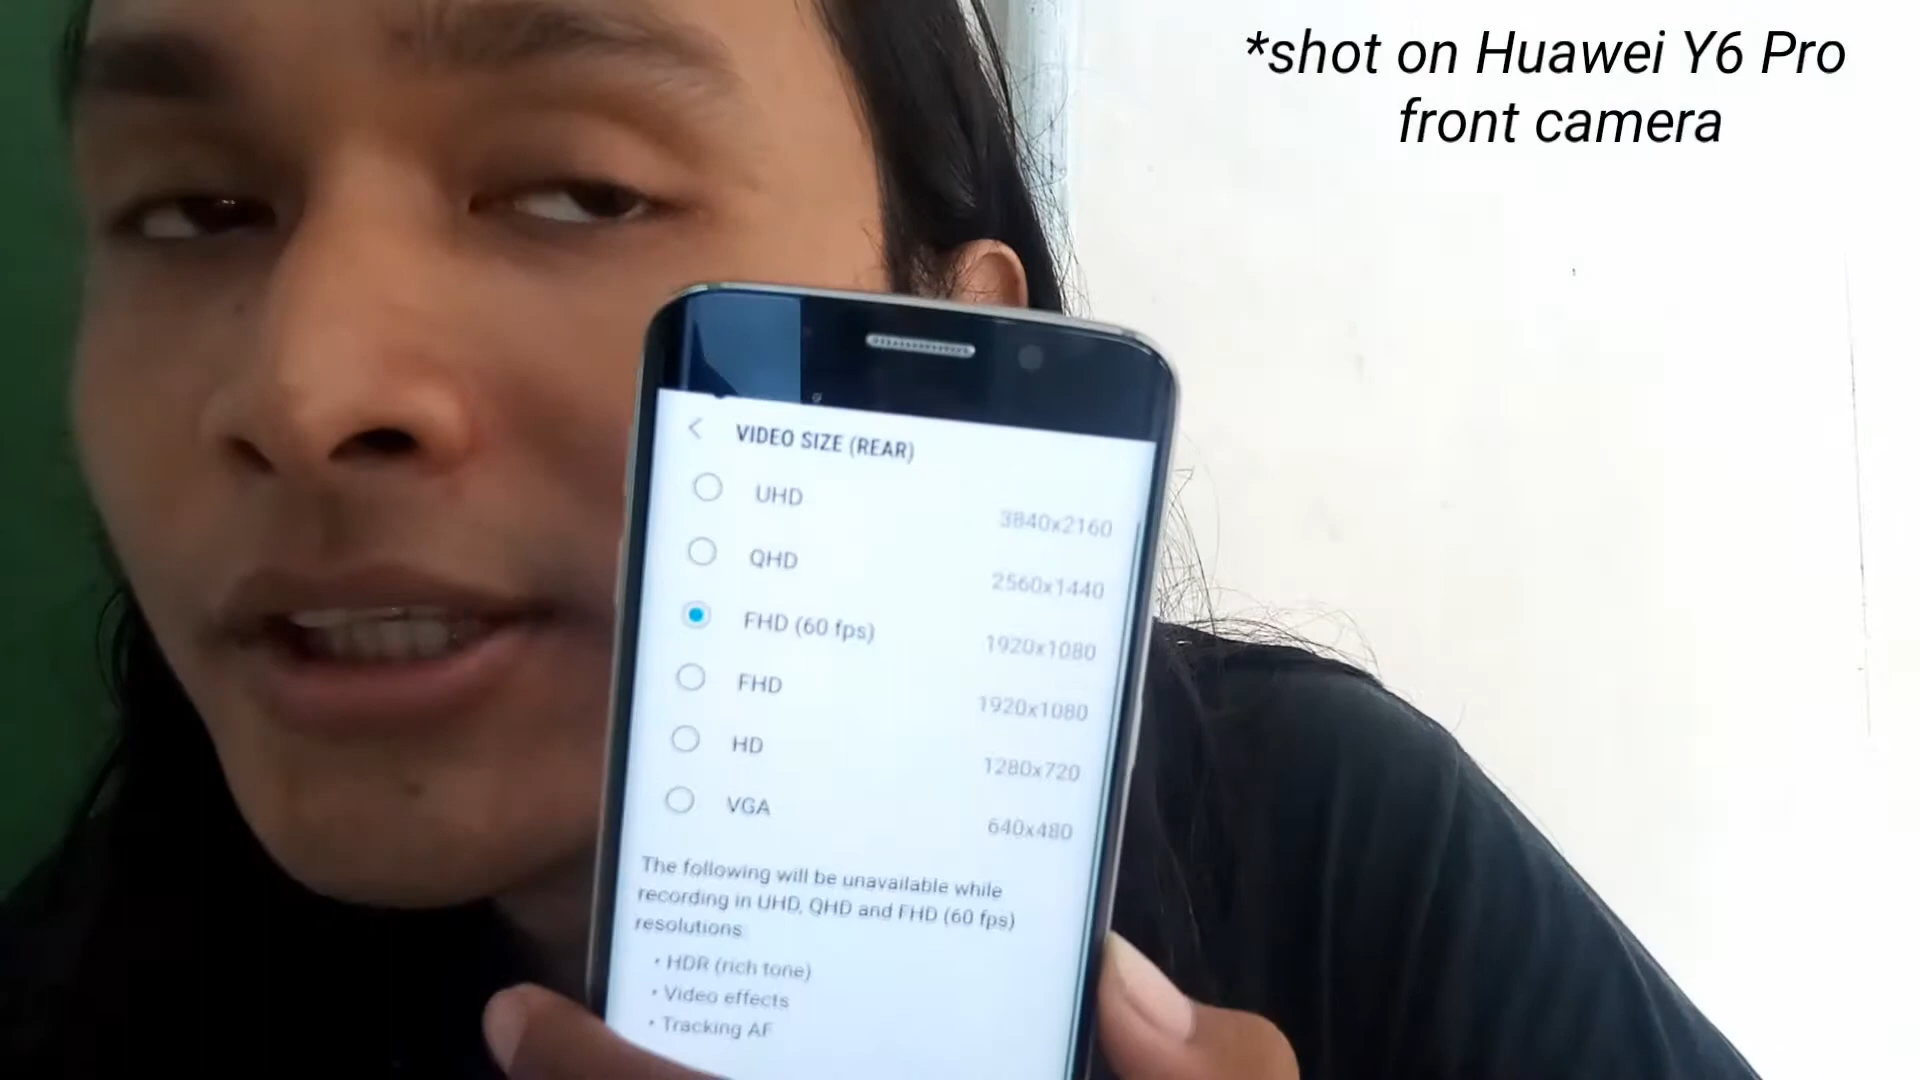 *shot on Huawei Y6 Pro
front camera
VIDEO SIZE (REAR)
UHD 3840x2160
QHD 2560x1440
FHD (60 fps) 1920x1080
FHD 1920x1080
HD 1280x720
VGA 640x480
The following will be unavailable while
recording in UHD, QHD and FHD (60 fps)
resolutions:
• HDR (rich tone)
• Video effects
• Tracking AF